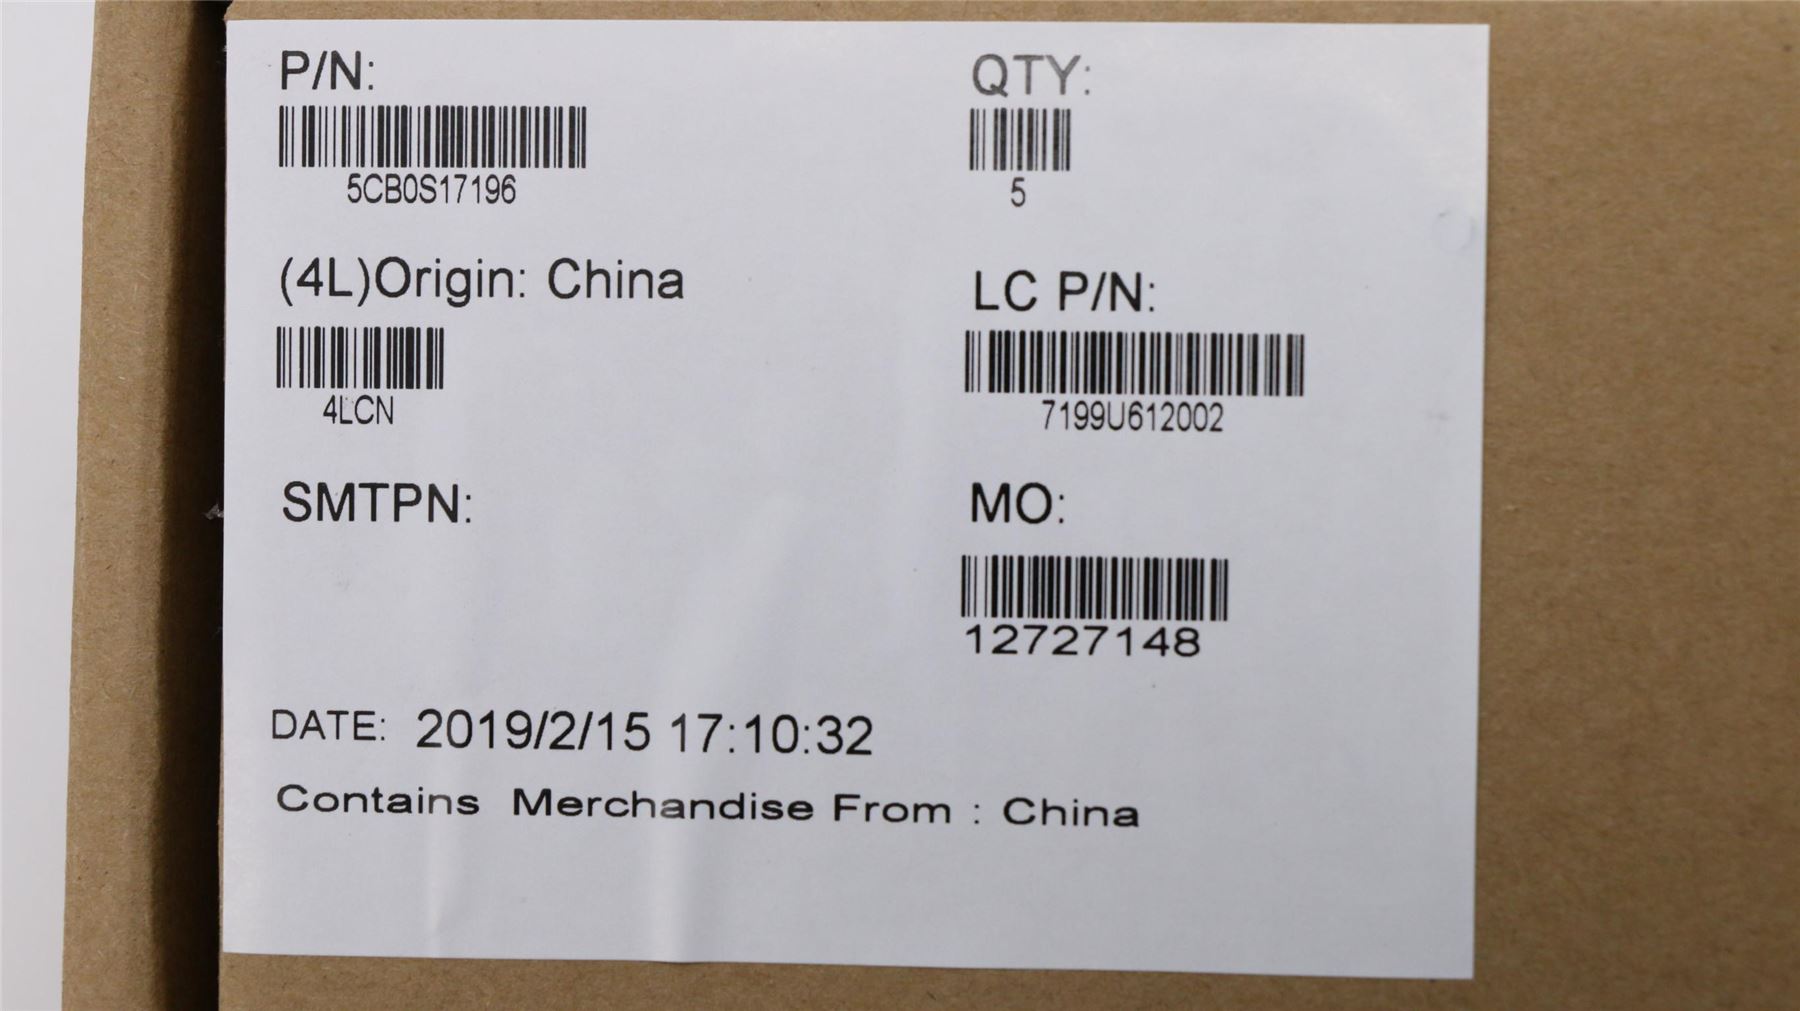 P/N:
5CB0S17196
QTY:
5
(4L)Origin: China
4LCN
LC P/N:
7199U612002
SMTPN:
MO:
12727148
DATE: 2019/2/15 17:10:32
Contains Merchandise From : China